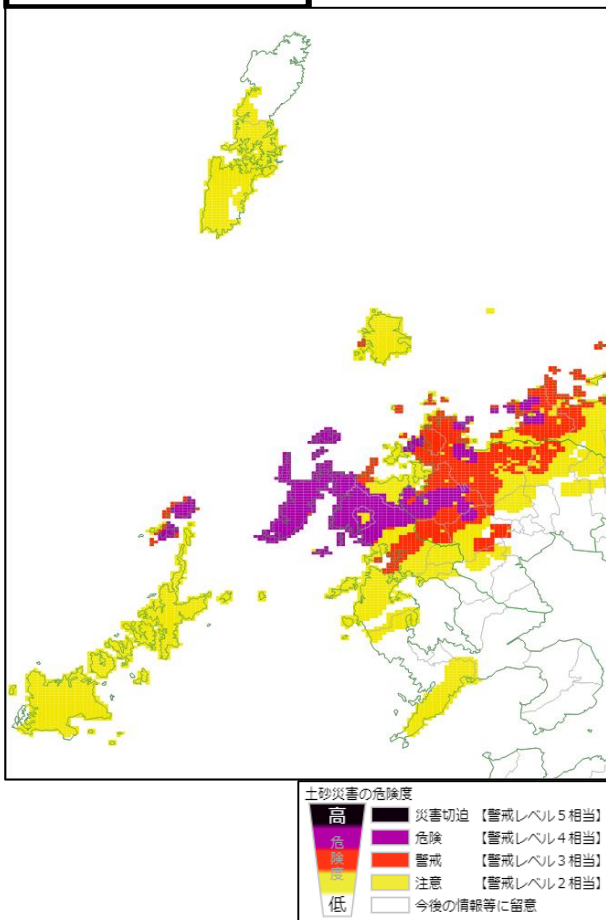 土砂災害の危険度
高
危険度
低
災害切迫 【警戒レベル5相当】
危険 【警戒レベル4相当】
警戒 【警戒レベル3相当】
注意 【警戒レベル2相当】
今後の情報等に留意